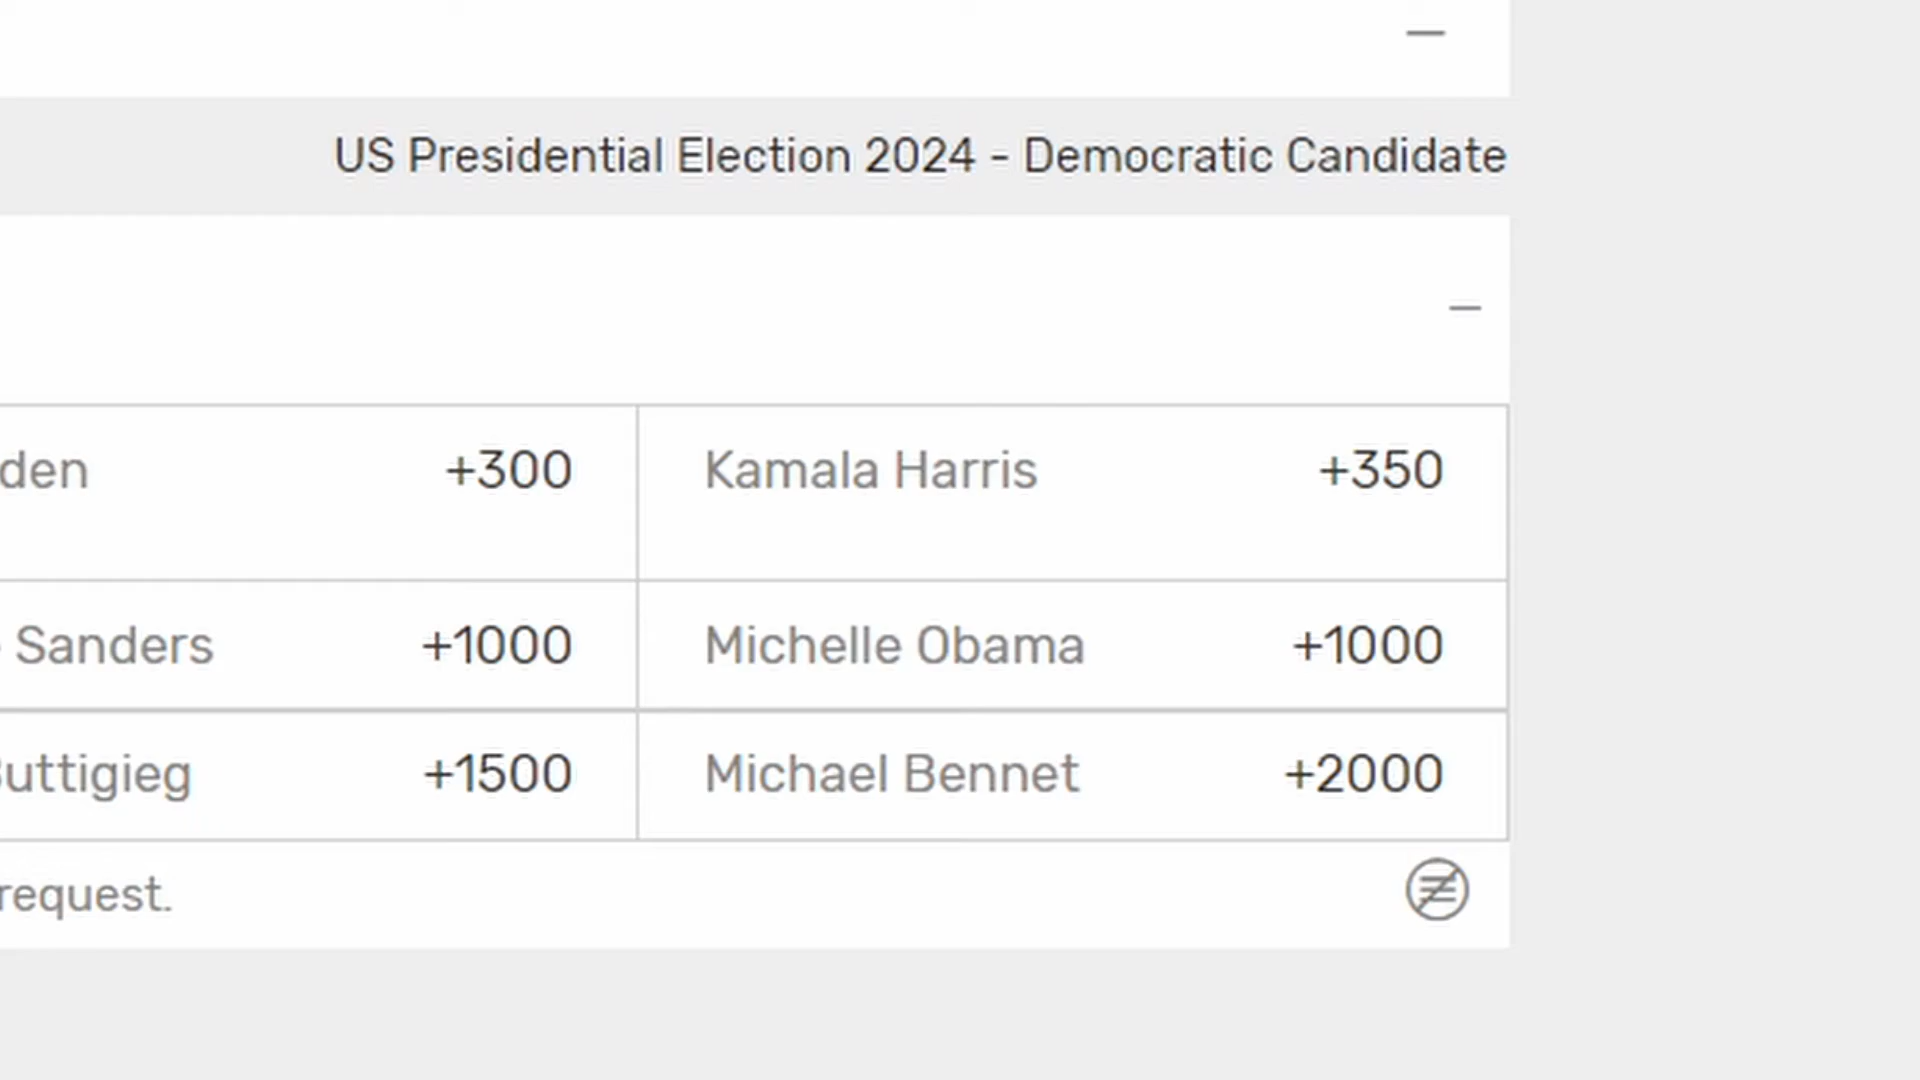 US Presidential Election 2024 - Democratic Candidate
den +300 Kamala Harris +350
Sanders +1000 Michelle Obama +1000
uttigieg +1500 Michael Bennet +2000
request.